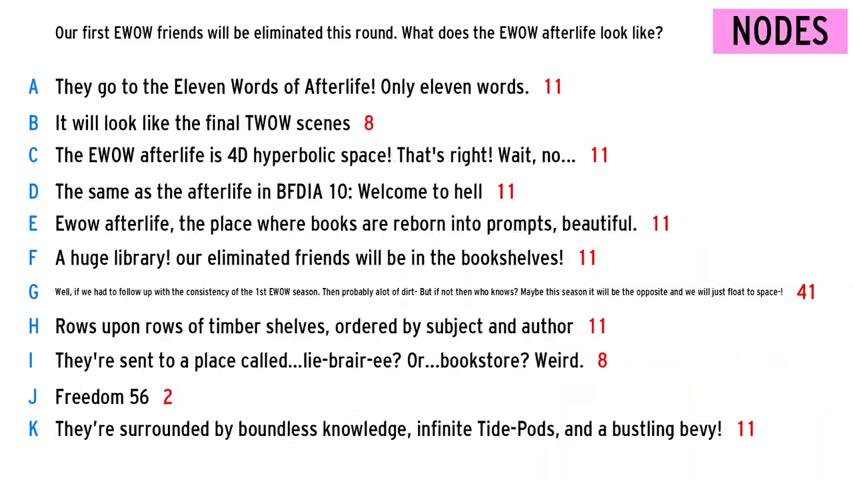 Our first EWOW friends will be eliminated this round. What does the EWOW afterlife look like?
NODES
A They go to the Eleven Words of Afterlife! Only eleven words. 11
B It will look like the final TWOW scenes 8
C The EWOW afterlife is 4D hyperbolic space! That's right! Wait, no... 11
D The same as the afterlife in BFDIA 10: Welcome to hell 11
E Ewow afterlife, the place where books are reborn into prompts, beautiful. 11
F A huge library! our eliminated friends will be in the bookshelves! 11
G Well, if we had to follow up with the consistency of the 1st EWOW season. Then probably alot of dirt- But if not then who knows? Maybe this season it will be the opposite and we will just float to space-! 41
H Rows upon rows of timber shelves, ordered by subject and author 11
I They're sent to a place called...lie-brair-ee? Or...bookstore? Weird. 8
J Freedom 56 2
K They’re surrounded by boundless knowledge, infinite Tide-Pods, and a bustling bevy! 11